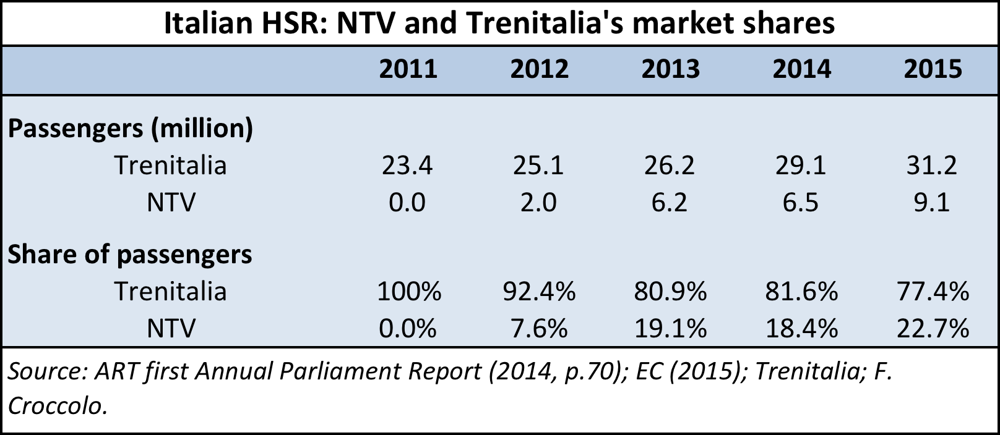 Italian HSR: NTV and Trenitalia's market shares
2011 2012 2013 2014 2015
Passengers (million)
Trenitalia 23.4 25.1 26.2 29.1 31.2
NTV 0.0 2.0 6.2 6.5 9.1
Share of passengers
Trenitalia 100% 92.4% 80.9% 81.6% 77.4%
NTV 0.0% 7.6% 19.1% 18.4% 22.7%
Source: ART first Annual Parliament Report (2014, p.70); EC (2015); Trenitalia; F.
Croccolo.